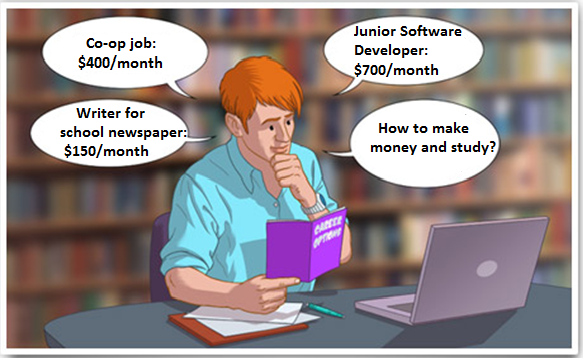 Co-op job:
$400/month
Junior Software
Developer:
$700/month
Writer for
school newspaper:
$150/month
How to make
money and study?
CAREER
OPTIONS